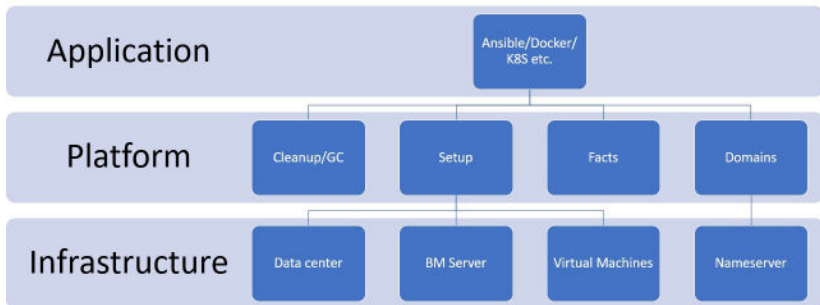 Application
Ansible/Docker/
K8S etc.
Platform
Cleanup/GC
Setup
Facts
Domains
Infrastructure
Data center
BM Server
Virtual Machines
Nameserver